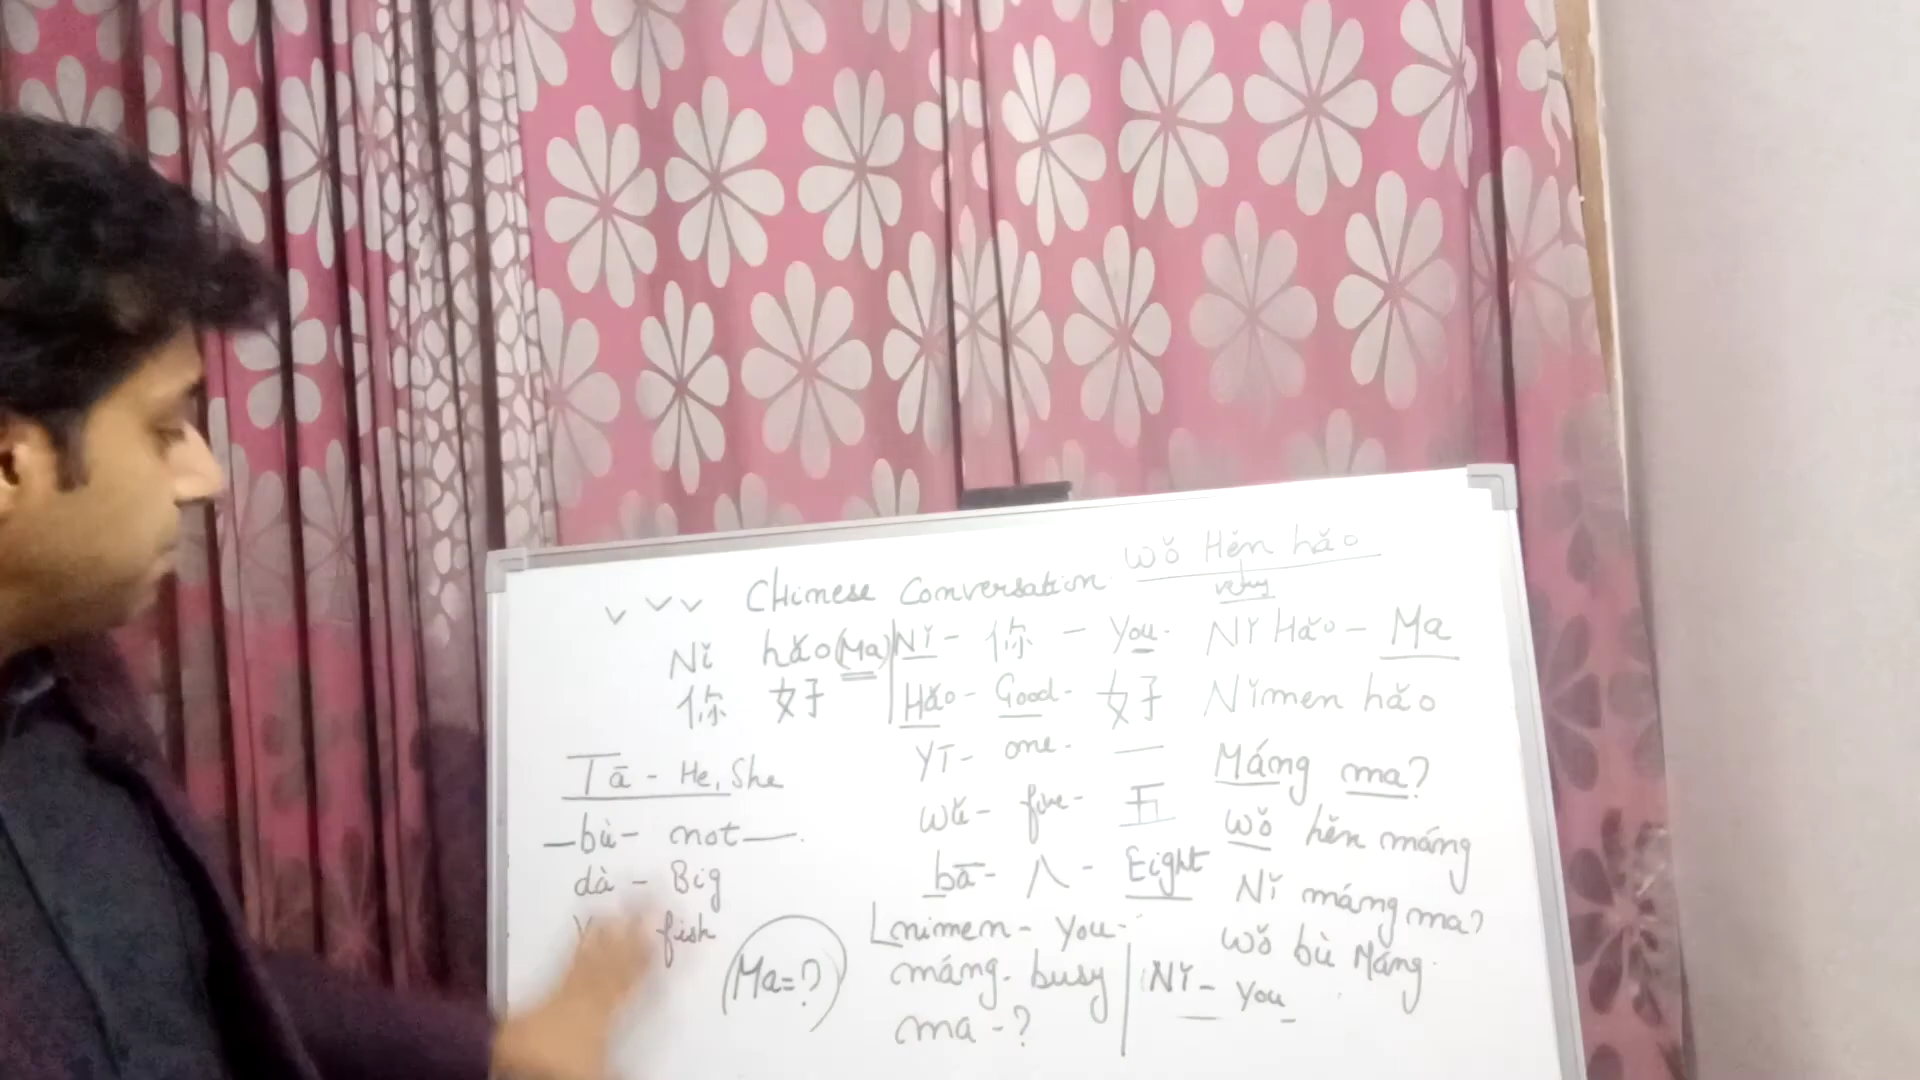 wǒ Hěn hǎo
Chinese Conversation very
Nǐ hǎo (Ma) Nǐ - 你 - You. Nǐ Hǎo - Ma
你 好 Hǎo - Good - 好 Nǐmen hǎo
Tā - He, She
Yī - one - 一 Máng ma?
bù - not
wǔ - five - 五 wǒ hěn máng
dà - Big
bā - 八 - Eight Nǐ máng ma?
fish
nimen - You - wǒ bù Máng.
Ma = ? máng - busy Nǐ - You
ma - ?